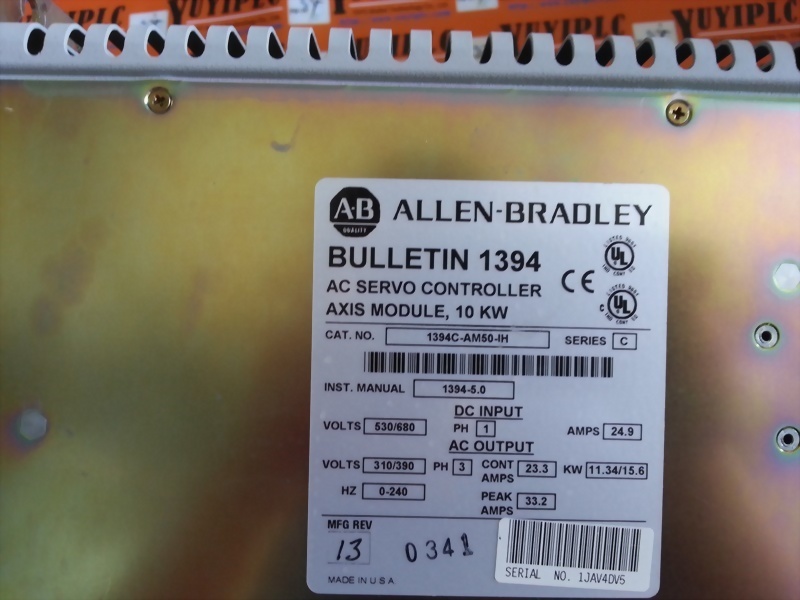 YUYIPLC YUYIPLC YUYIPLC
A-B
QUALITY
ALLEN-BRADLEY
BULLETIN 1394
AC SERVO CONTROLLER
AXIS MODULE, 10 KW
UL
CE
UL
CAT. NO. 1394C-AM50-IH SERIES C
INST. MANUAL 1394-5.0
DC INPUT
VOLTS 530/680 PH 1 AMPS 24.9
AC OUTPUT
VOLTS 310/390 PH 3 CONT AMPS 23.3 KW 11.34/15.6
HZ 0-240 PEAK AMPS 33.2
MFG REV
13 0341
SERIAL NO. 1JAV4DV5
MADE IN U S A